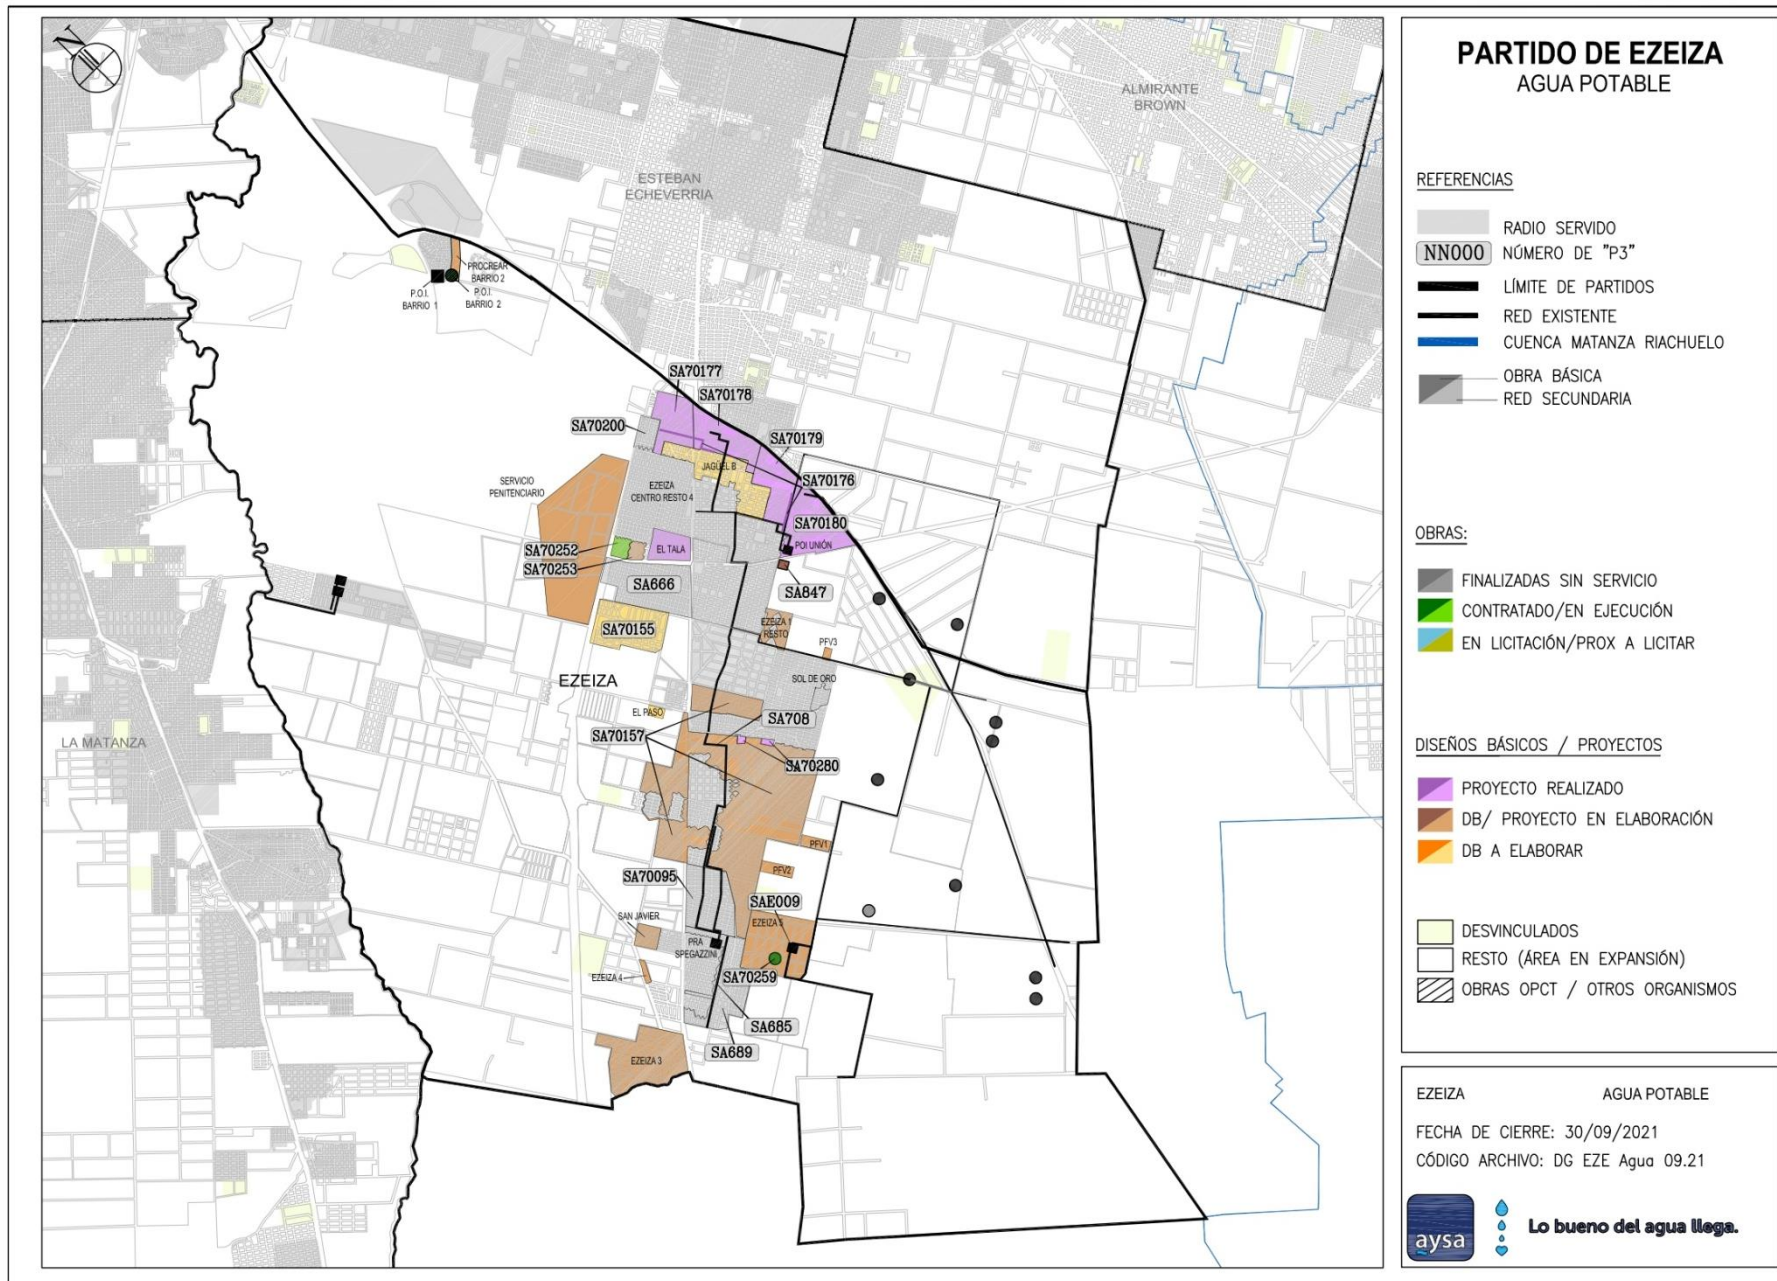 N
ALMIRANTE
BROWN
ESTEBAN
ECHEVERRIA
PROCREAR
BARRIO 2
P.O.I.
BARRIO 1
P.O.I.
BARRIO 2
SA70177
SA70178
SA70200
SA70179
JAGÜEL B
SA70176
SERVICIO
PENITENCIARIO
EZEIZA
CENTRO RESTO 4
SA70180
POI UNIÓN
SA70252
EL TALA
SA70253
SA666
SA847
SA70155
EZEIZA 1
RESTO
PFV3
EZEIZA
SOL DE ORO
EL PASO
SA708
LA MATANZA
SA70157
SA70280
PFV1
PFV2
SA70095
SAE009
SAN JAVIER
EZEIZA 5
PRA
SPEGAZZINI
EZEIZA 4
SA70259
SA685
SA689
EZEIZA 3
PARTIDO DE EZEIZA
AGUA POTABLE
REFERENCIAS
RADIO SERVIDO
NN000 NÚMERO DE "P3"
LÍMITE DE PARTIDOS
RED EXISTENTE
CUENCA MATANZA RIACHUELO
OBRA BÁSICA
RED SECUNDARIA
OBRAS:
FINALIZADAS SIN SERVICIO
CONTRATADO/EN EJECUCIÓN
EN LICITACIÓN/PROX A LICITAR
DISEÑOS BÁSICOS / PROYECTOS
PROYECTO REALIZADO
DB/ PROYECTO EN ELABORACIÓN
DB A ELABORAR
DESVINCULADOS
RESTO (ÁREA EN EXPANSIÓN)
OBRAS OPCT / OTROS ORGANISMOS
EZEIZA AGUA POTABLE
FECHA DE CIERRE: 30/09/2021
CÓDIGO ARCHIVO: DG EZE Agua 09.21
aysa
Lo bueno del agua llega.